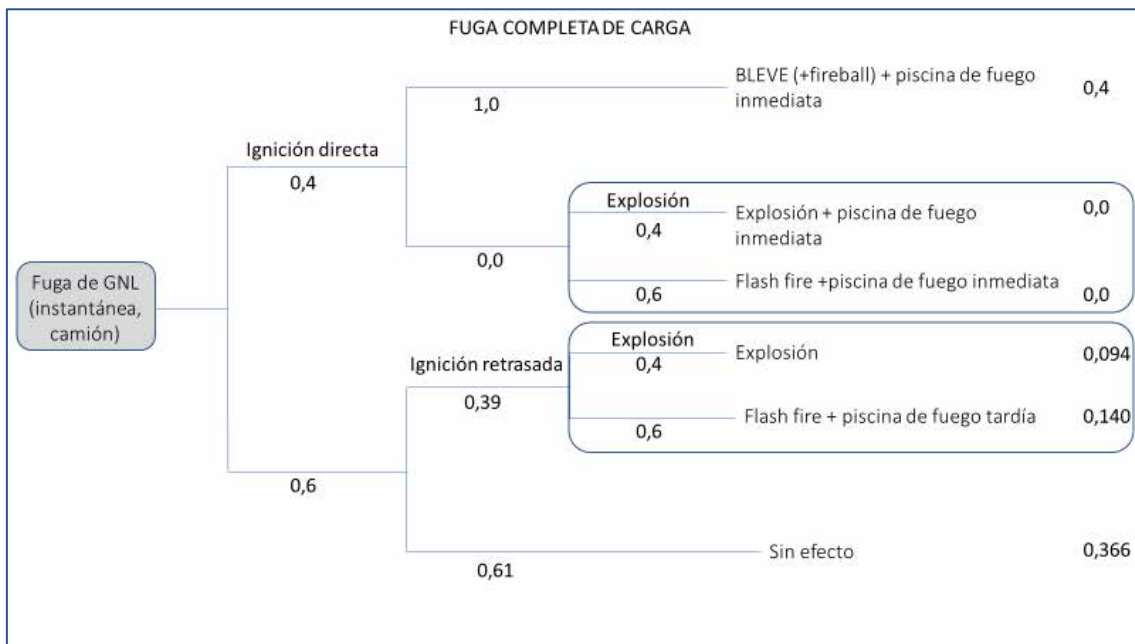 FUGA COMPLETA DE CARGA
BLEVE (+fireball) + piscina de fuego
inmediata
0,4
1,0
Ignición directa
0,4
Explosión
0,4
Explosión + piscina de fuego
inmediata
0,0
0,0
0,6
Flash fire +piscina de fuego inmediata
0,0
Fuga de GNL
(instantánea,
camión)
Ignición retrasada
0,39
Explosión
0,4
Explosión
0,094
0,6
Flash fire + piscina de fuego tardía
0,140
0,6
0,61
Sin efecto
0,366